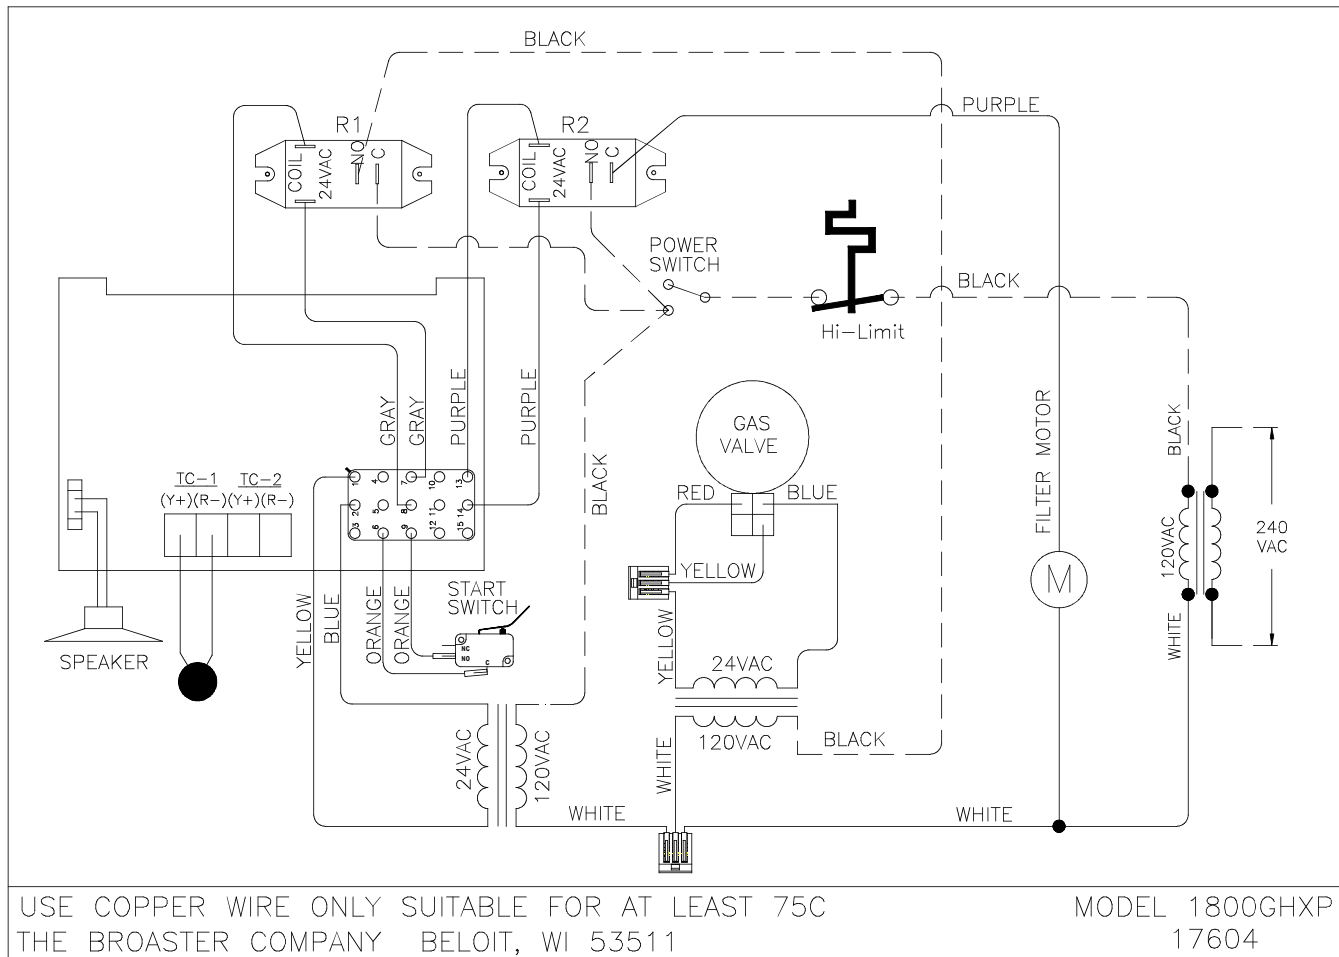 BLACK
PURPLE
R1
R2
COIL
24VAC
NO
C
COIL
24VAC
NO
C
POWER
SWITCH
BLACK
Hi-Limit
GRAY
GRAY
PURPLE
PURPLE
GAS
VALVE
FILTER MOTOR
BLACK
TC-1 TC-2
(Y+)(R-)(Y+)(R-)
1 4 7 10 13
2 5 8 11 14
3 6 9 12 15
BLACK
RED
BLUE
YELLOW
120VAC
240
VAC
M
YELLOW
BLUE
ORANGE
ORANGE
START
SWITCH
NC
NO
C
SPEAKER
YELLOW
WHITE
24VAC
120VAC
BLACK
24VAC
120VAC
WHITE
WHITE
WHITE
USE COPPER WIRE ONLY SUITABLE FOR AT LEAST 75C
THE BROASTER COMPANY BELOIT, WI 53511
MODEL 1800GHXP
17604